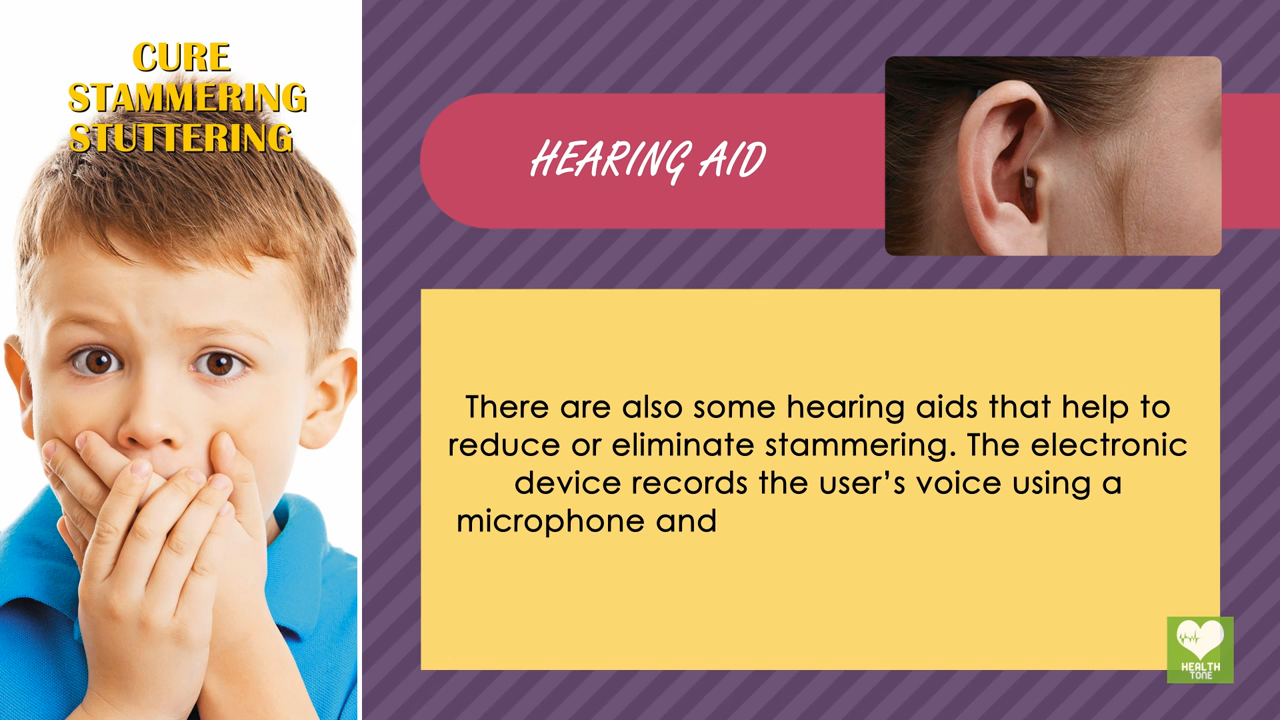 CURE
STAMMERING
STUTTERING
HEARING AID
There are also some hearing aids that help to
reduce or eliminate stammering. The electronic
device records the user’s voice using a
microphone and
HEALTH
TONE